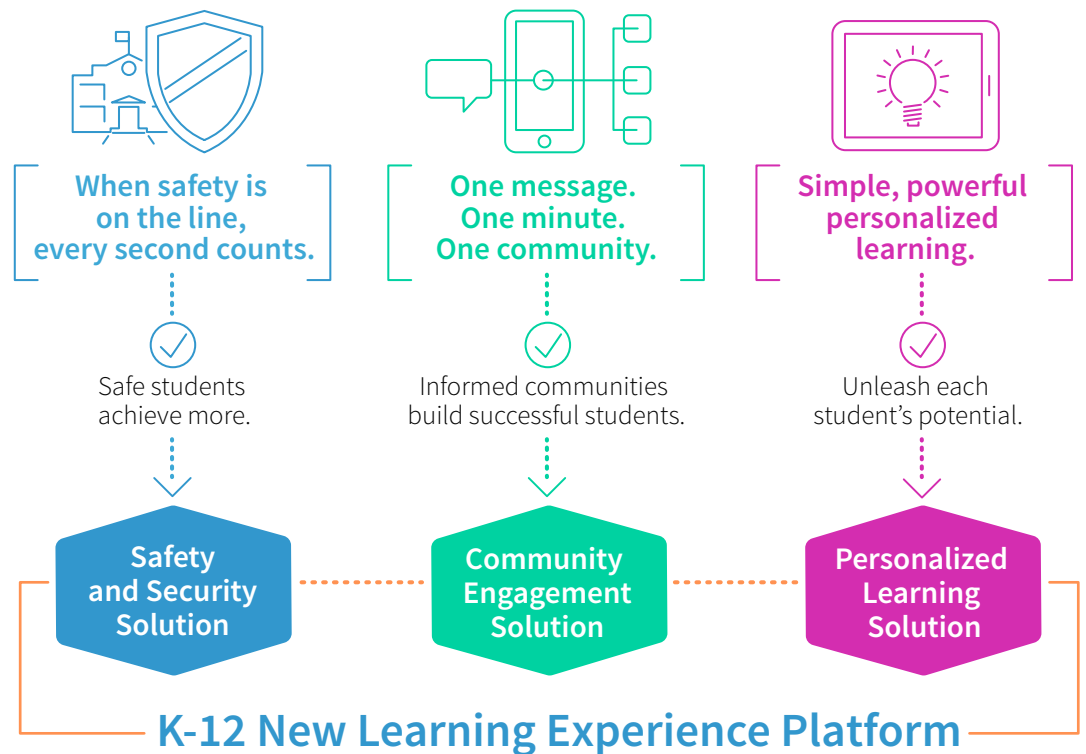 When safety is
on the line,
every second counts.
Safe students
achieve more.
Safety
and Security
Solution
One message.
One minute.
One community.
Informed communities
build successful students.
Community
Engagement
Solution
Simple, powerful
personalized
learning.
Unleash each
student's potential.
Personalized
Learning
Solution
K-12 New Learning Experience Platform